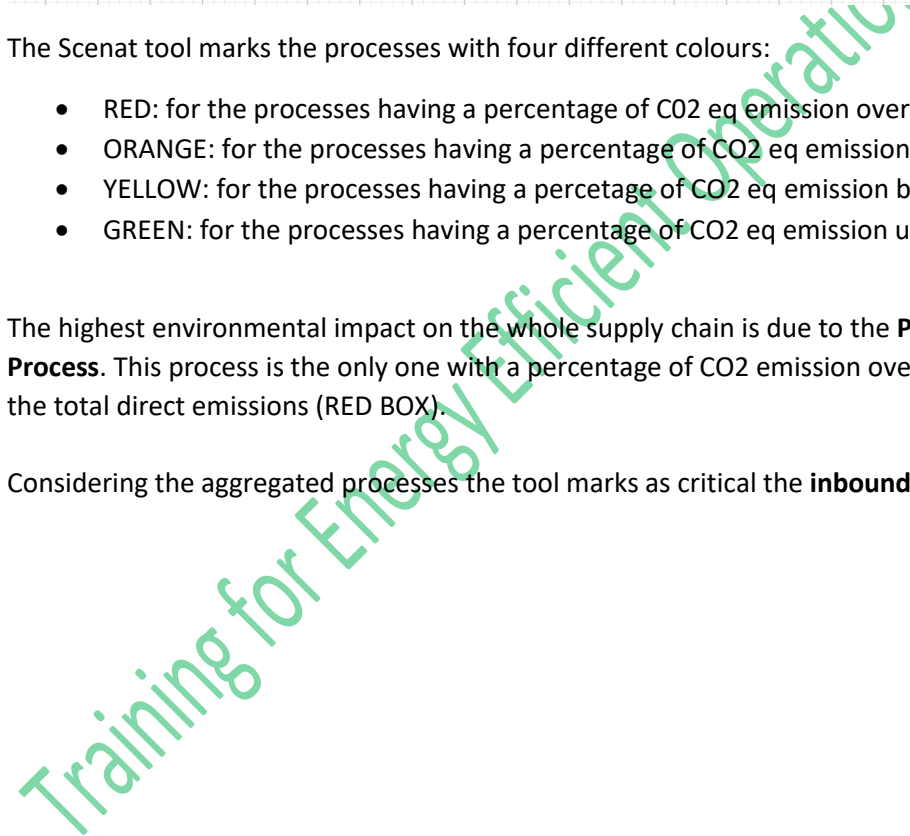 The Scenat tool marks the processes with four different colours:
• RED: for the processes having a percentage of C02 eq emission over
• ORANGE: for the processes having a percentage of CO2 eq emission
• YELLOW: for the processes having a percetage of CO2 eq emission b
• GREEN: for the processes having a percentage of CO2 eq emission u
The highest environmental impact on the whole supply chain is due to the P
Process. This process is the only one with a percentage of CO2 emission ove
the total direct emissions (RED BOX).
Considering the aggregated processes the tool marks as critical the inbound
Training for Energy Efficient Operatio